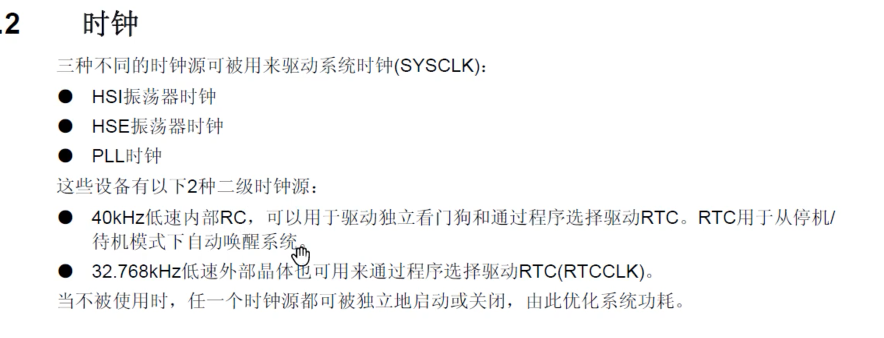 .2 时钟
三种不同的时钟源可被用来驱动系统时钟(SYSCLK)：
● HSI振荡器时钟
● HSE振荡器时钟
● PLL时钟
这些设备有以下2种二级时钟源：
● 40kHz低速内部RC，可以用于驱动独立看门狗和通过程序选择驱动RTC。RTC用于从停机/
待机模式下自动唤醒系统。
● 32.768kHz低速外部晶体也可用来通过程序选择驱动RTC(RTCCLK)。
当不被使用时，任一个时钟源都可被独立地启动或关闭，由此优化系统功耗。